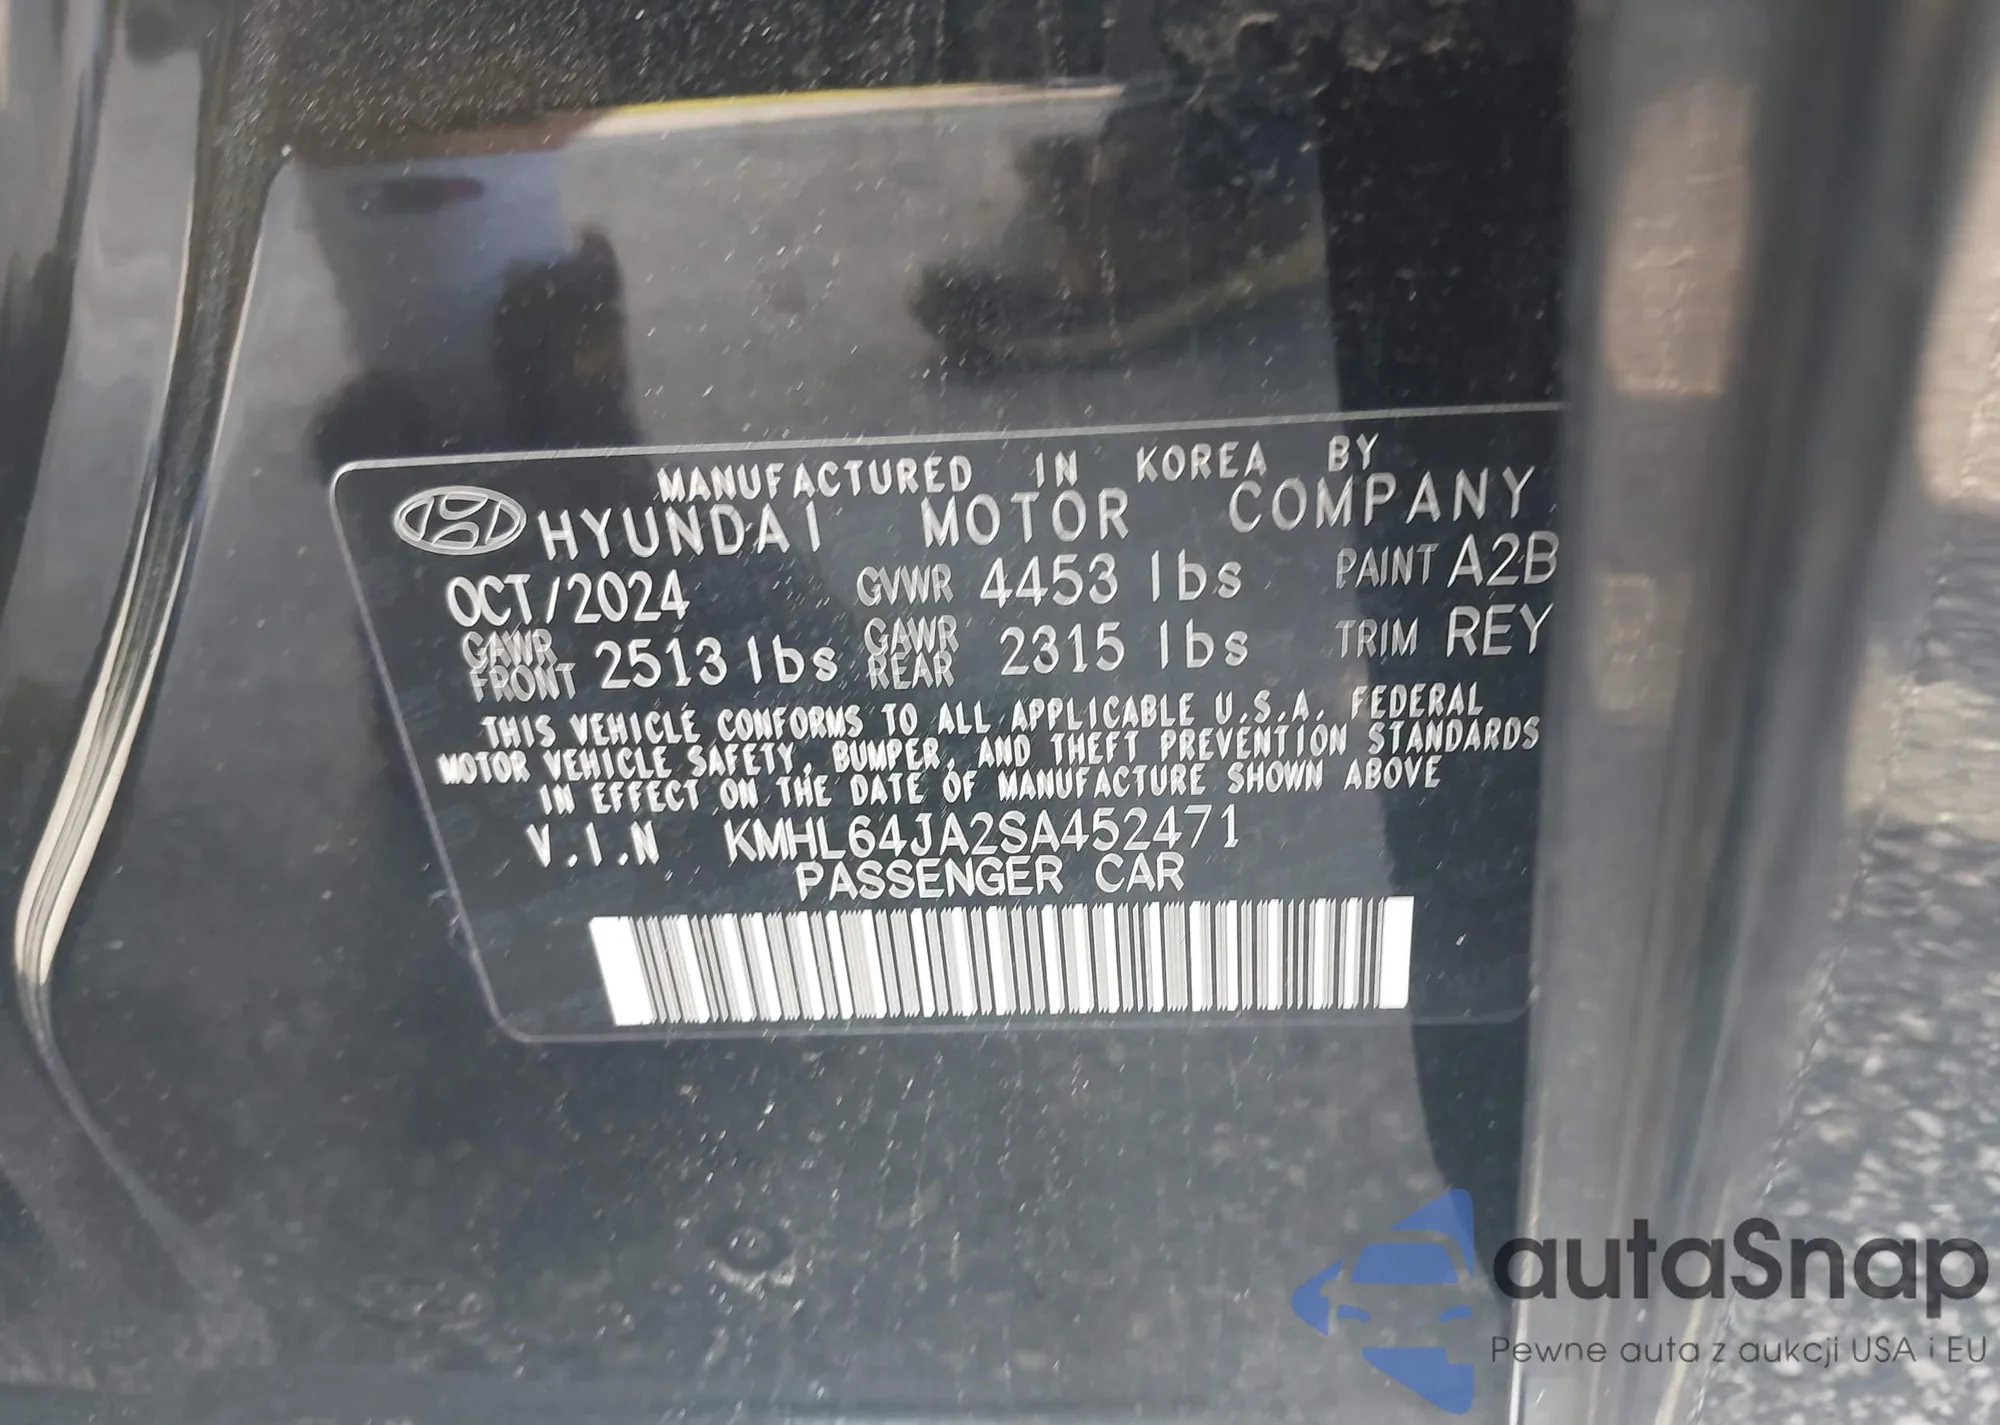 MANUFACTURED IN KOREA BY
HYUNDAI MOTOR COMPANY
OCT/2024 GVWR 4453 lbs PAINT A2B
GAWR FRONT 2513 lbs GAWR REAR 2315 lbs TRIM REY
THIS VEHICLE CONFORMS TO ALL APPLICABLE U.S.A. FEDERAL
MOTOR VEHICLE SAFETY, BUMPER, AND THEFT PREVENTION STANDARDS
IN EFFECT ON THE DATE OF MANUFACTURE SHOWN ABOVE
V.I.N KMHL64JA2SA452471
PASSENGER CAR
autaSnap
Pewne auta z aukcji USA i EU